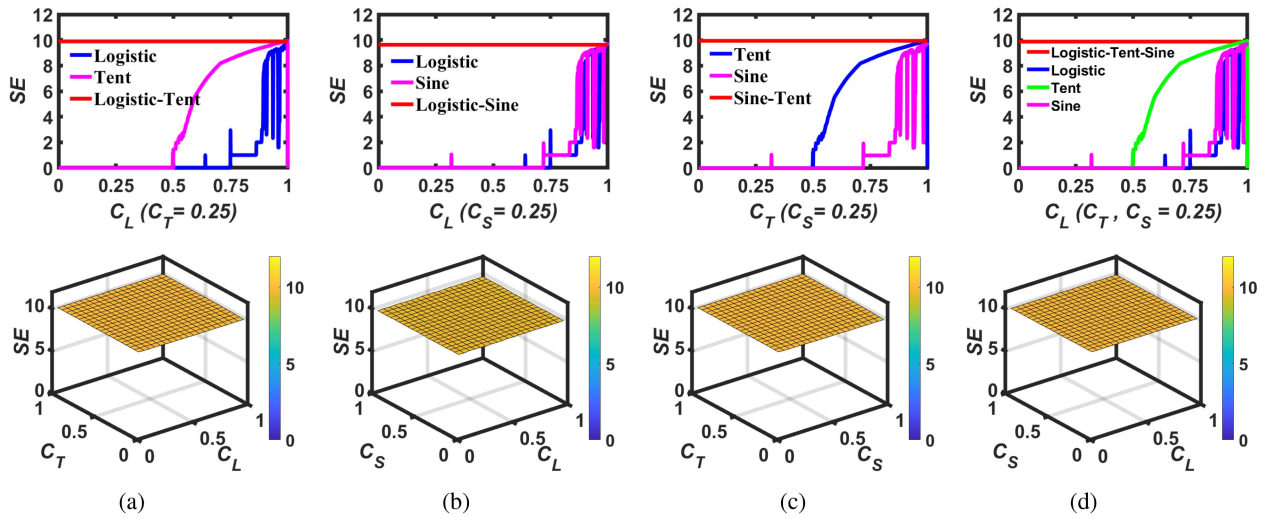 SE
12
10
8
6
4
2
0
Logistic
Tent
Logistic-Tent
0 0.25 0.5 0.75 1
C_L (C_T = 0.25)
SE
12
10
8
6
4
2
0
Logistic
Sine
Logistic-Sine
0 0.25 0.5 0.75 1
C_L (C_S = 0.25)
SE
12
10
8
6
4
2
0
Tent
Sine
Sine-Tent
0 0.25 0.5 0.75 1
C_T (C_S = 0.25)
SE
12
10
8
6
4
2
0
Logistic-Tent-Sine
Logistic
Tent
Sine
0 0.25 0.5 0.75 1
C_L (C_T , C_S = 0.25)
SE
10
5
0
1
0.5
0
C_T
0
0.5
1
C_L
10
5
0
(a)
SE
10
5
0
1
0.5
0
C_S
0
0.5
1
C_L
10
5
0
(b)
SE
10
5
0
1
0.5
0
C_T
0
0.5
1
C_S
10
5
0
(c)
SE
10
5
0
1
0.5
0
C_S
0
0.5
1
C_L
10
5
0
(d)